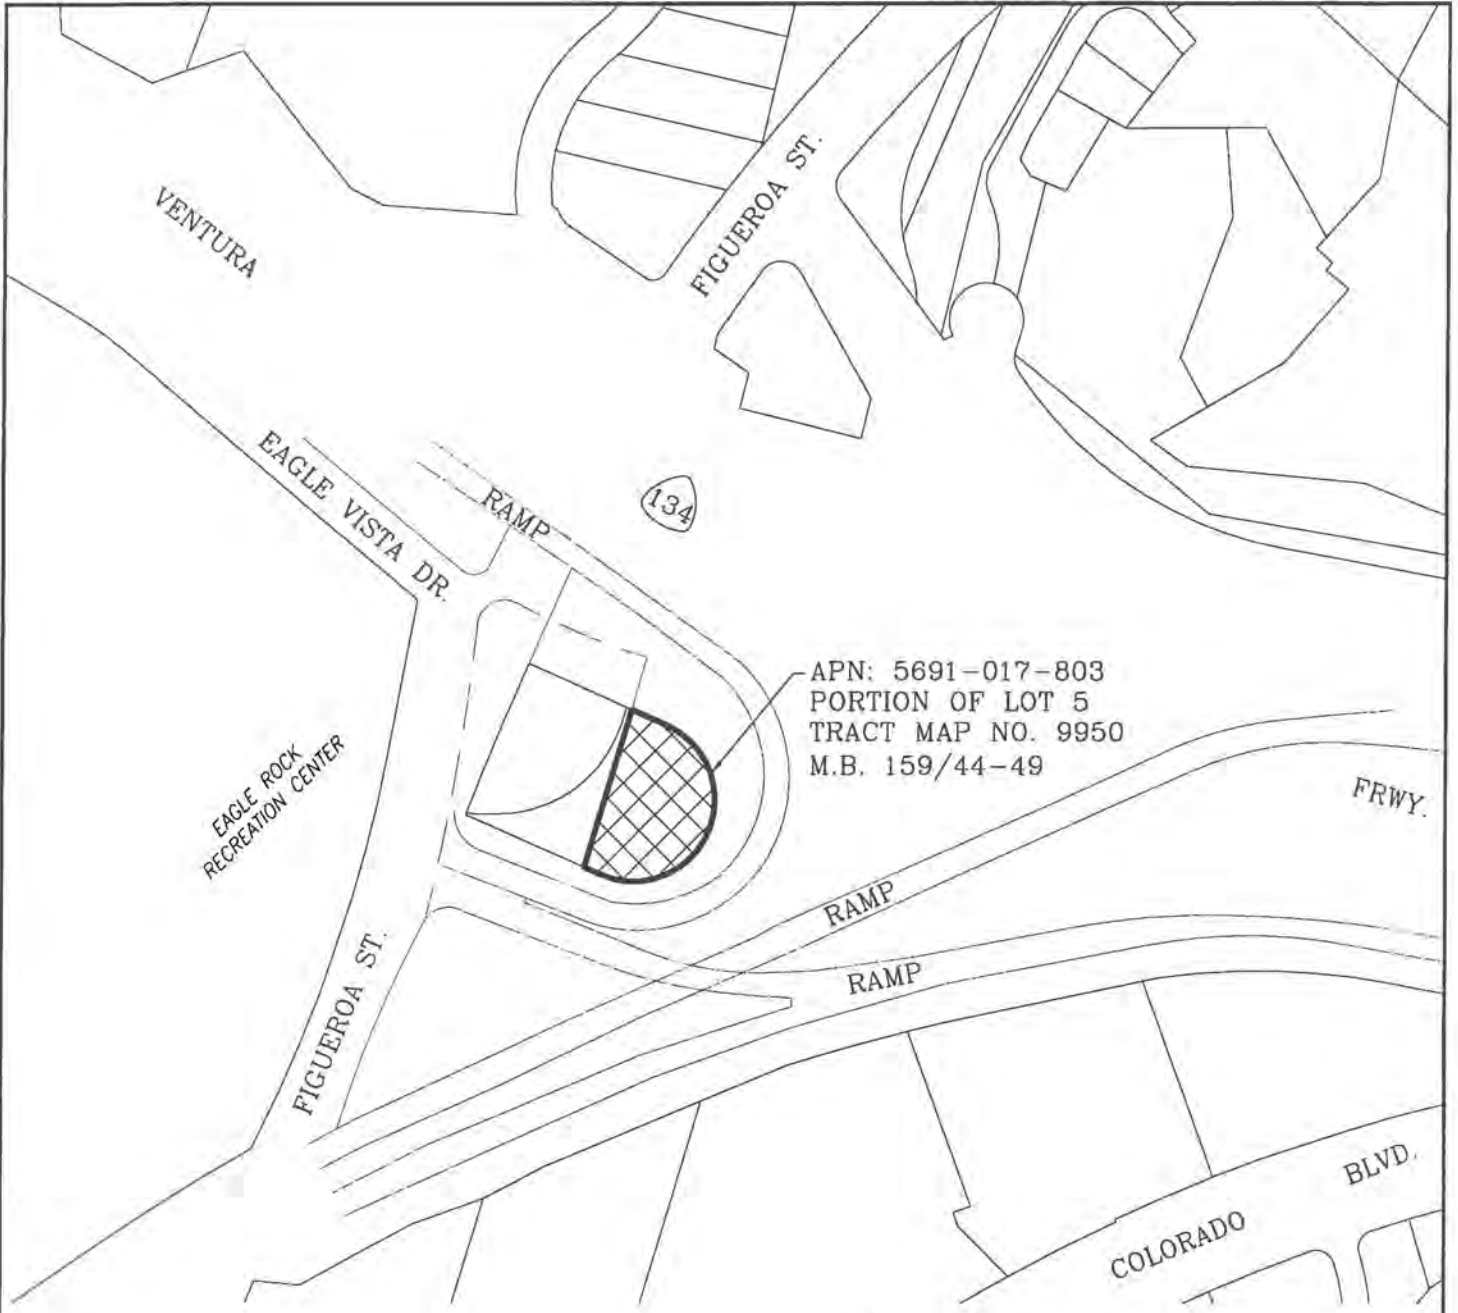 VENTURA
FIGUEROA ST.
EAGLE VISTA DR.
RAMP
134
APN: 5691-017-803
PORTION OF LOT 5
TRACT MAP NO. 9950
M.B. 159/44-49
EAGLE ROCK
RECREATION CENTER
FRWY.
RAMP
RAMP
FIGUEROA ST.
BLVD.
COLORADO